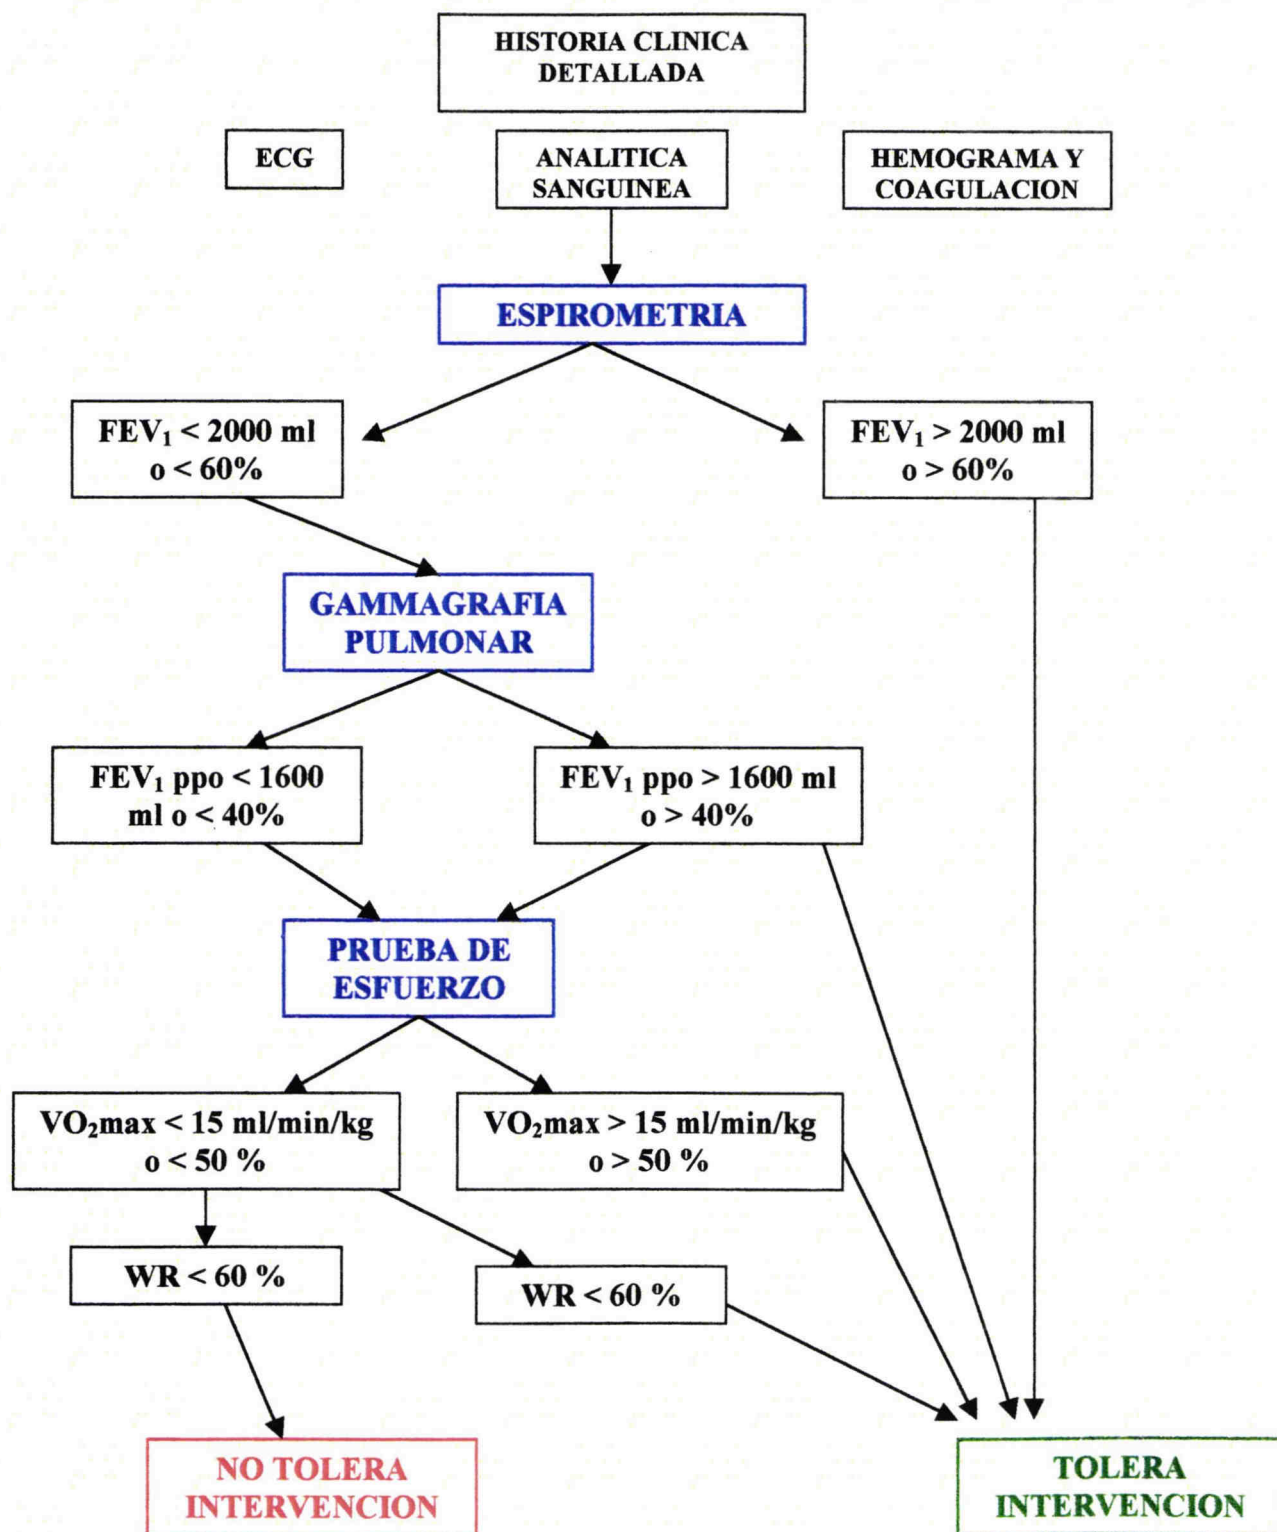 HISTORIA CLINICA
DETALLADA
ECG
ANALITICA
SANGUINEA
HEMOGRAMA Y
COAGULACION
ESPIROMETRIA
FEV₁ < 2000 ml
o < 60%
FEV₁ > 2000 ml
o > 60%
GAMMAGRAFIA
PULMONAR
FEV₁ ppo < 1600
ml o < 40%
FEV₁ ppo > 1600 ml
o > 40%
PRUEBA DE
ESFUERZO
VO₂max < 15 ml/min/kg
o < 50 %
VO₂max > 15 ml/min/kg
o > 50 %
WR < 60 %
WR < 60 %
NO TOLERA
INTERVENCION
TOLERA
INTERVENCION